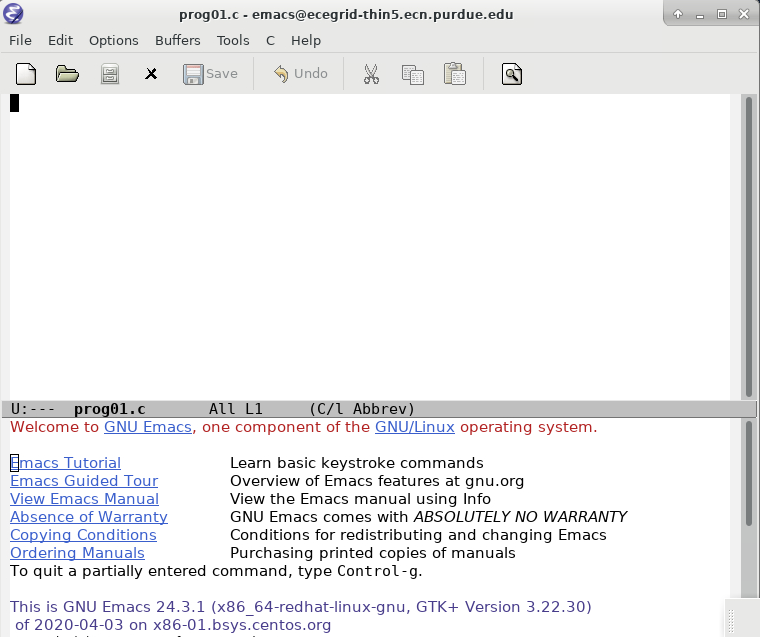 prog01.c - emacs@ecegrid-thin5.ecn.purdue.edu
File Edit Options Buffers Tools C Help
Save Undo
U:--- prog01.c All L1 (C/l Abbrev)
Welcome to GNU Emacs, one component of the GNU/Linux operating system.
Emacs Tutorial Learn basic keystroke commands
Emacs Guided Tour Overview of Emacs features at gnu.org
View Emacs Manual View the Emacs manual using Info
Absence of Warranty GNU Emacs comes with ABSOLUTELY NO WARRANTY
Copying Conditions Conditions for redistributing and changing Emacs
Ordering Manuals Purchasing printed copies of manuals
To quit a partially entered command, type Control-g.
This is GNU Emacs 24.3.1 (x86_64-redhat-linux-gnu, GTK+ Version 3.22.30)
of 2020-04-03 on x86-01.bsys.centos.org